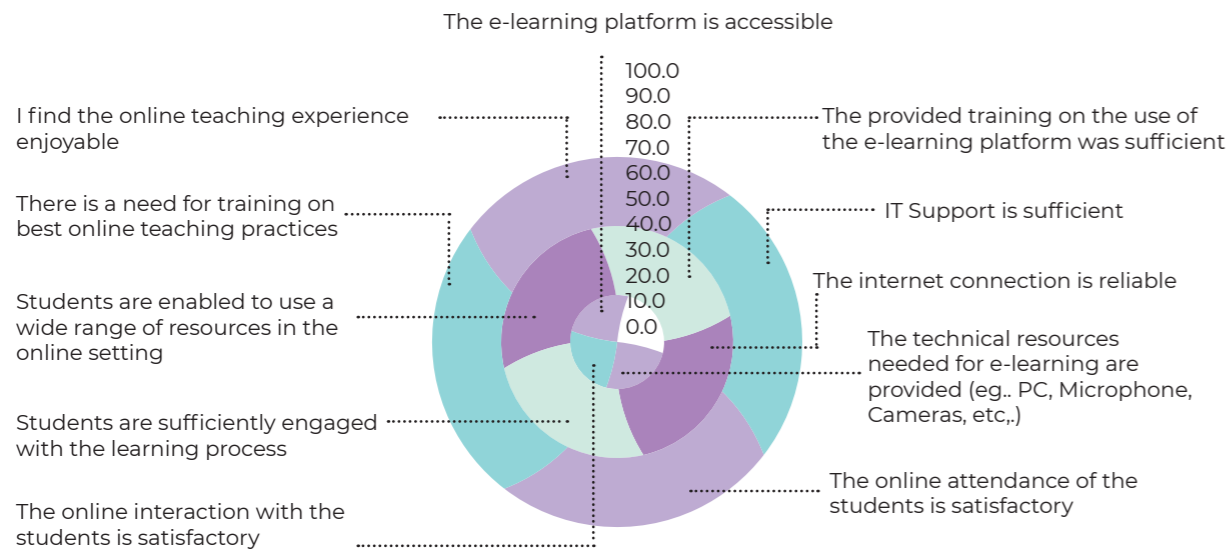 The e-learning platform is accessible
100.0
90.0
80.0
70.0
60.0
50.0
40.0
30.0
20.0
10.0
0.0
The provided training on the use of
the e-learning platform was sufficient
IT Support is sufficient
The internet connection is reliable
The technical resources
needed for e-learning are
provided (eg.. PC, Microphone,
Cameras, etc,.)
The online attendance of the
students is satisfactory
I find the online teaching experience
enjoyable
There is a need for training on
best online teaching practices
Students are enabled to use a
wide range of resources in the
online setting
Students are sufficiently engaged
with the learning process
The online interaction with the
students is satisfactory